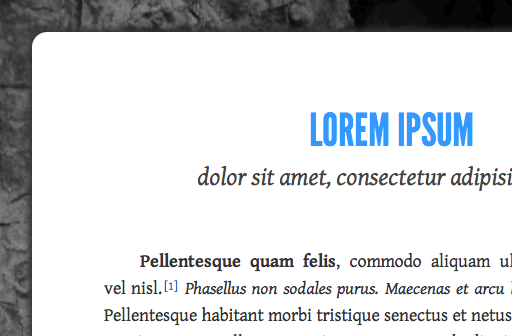 LOREM IPSUM
dolor sit amet, consectetur adipisi
Pellentesque quam felis, commodo aliquam
vel nisl.[1] Phasellus non sodales purus. Maecenas et arcu
Pellentesque habitant morbi tristique senectus et netus